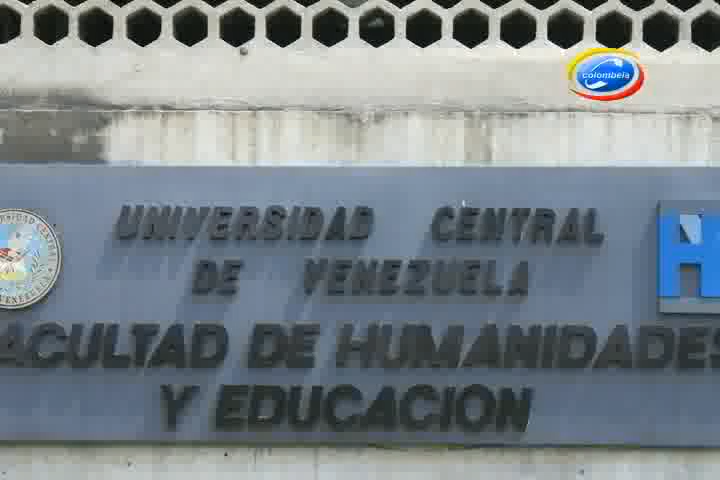 colombeia
UNIVERSIDAD CENTRAL
DE VENEZUELA
ACULTAD DE HUMANIDADES
Y EDUCACION
H